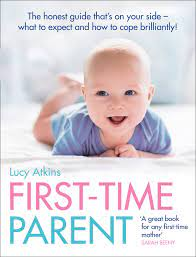 The honest guide that's on your side –
what to expect and how to cope brilliantly!
Lucy Atkins
FIRST-TIME
PARENT
'A great book
for any first-time
mother'
SARAH BEENY